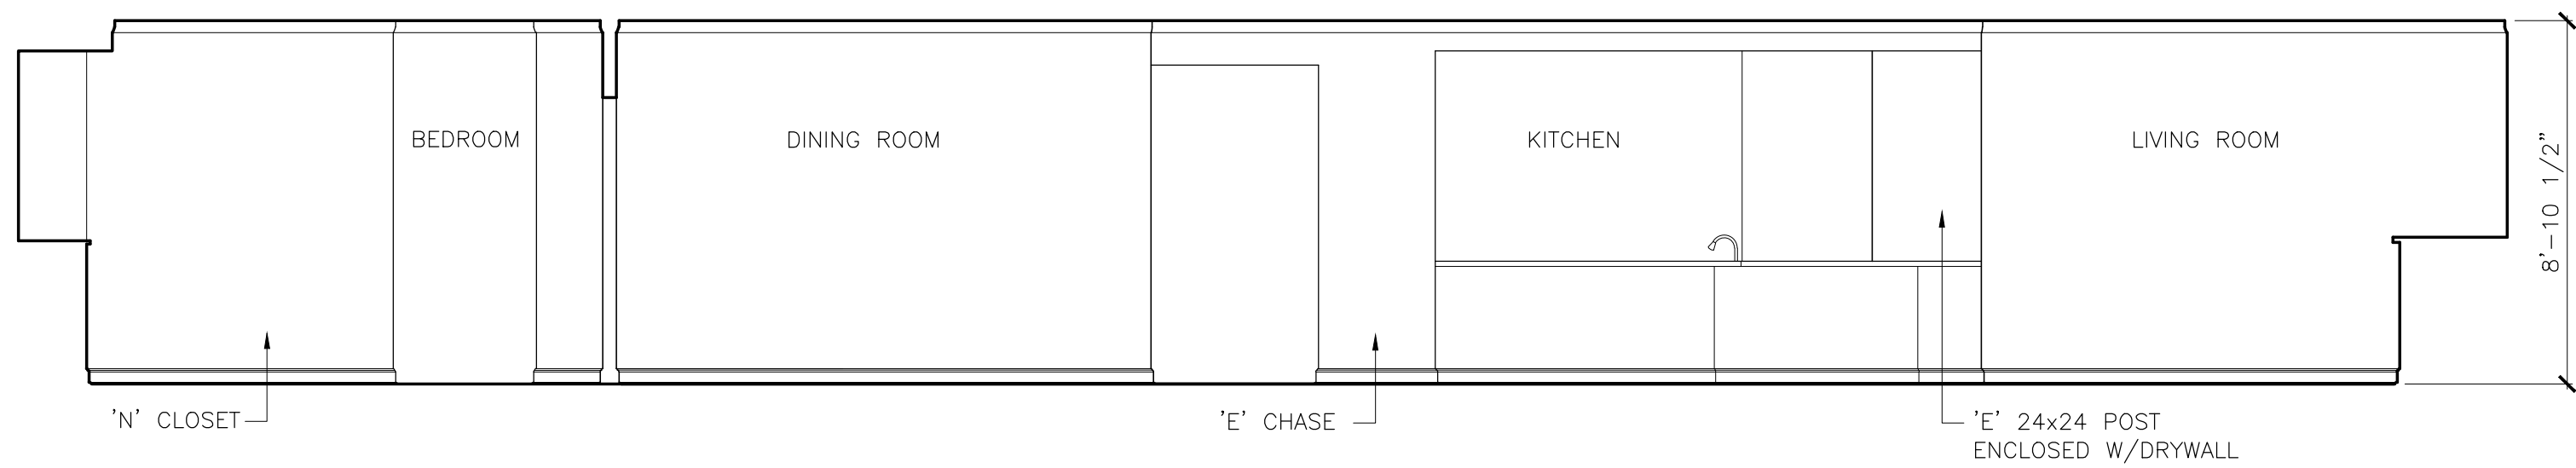 BEDROOM
DINING ROOM
KITCHEN
LIVING ROOM
8'-10 1/2"
'N' CLOSET
'E' CHASE
'E' 24x24 POST
ENCLOSED W/DRYWALL